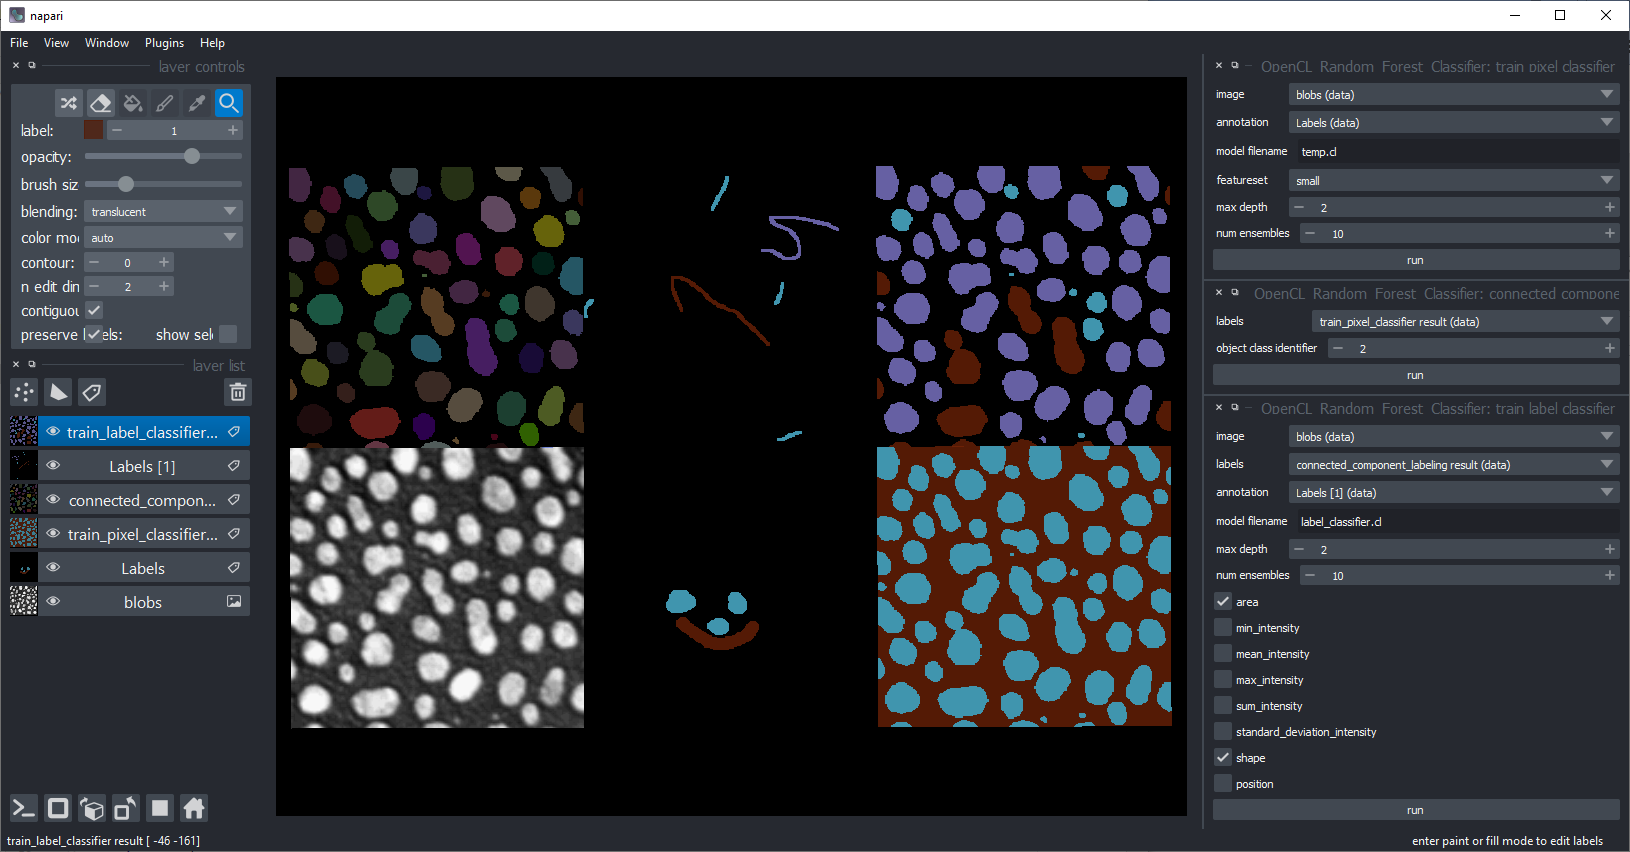 napari
File View Window Plugins Help
layer controls
label: 1
opacity:
brush siz
blending: translucent
color mo auto
contour: 0
n edit din 2
contiguou
preserve l els: show sel
layer list
train_label_classifier...
Labels [1]
connected_compon...
train_pixel_classifier...
Labels
blobs
train_label_classifier result [ -46 -161]
OpenCL Random Forest Classifier: train pixel classifier
image blobs (data)
annotation Labels (data)
model filename temp.cl
featureset small
max depth 2
num ensembles 10
run
OpenCL Random Forest Classifier: connected compone
labels train_pixel_classifier result (data)
object class identifier 2
run
OpenCL Random Forest Classifier: train label classifier
image blobs (data)
labels connected_component_labeling result (data)
annotation Labels [1] (data)
model filename label_classifier.cl
max depth 2
num ensembles 10
area
min_intensity
mean_intensity
max_intensity
sum_intensity
standard_deviation_intensity
shape
position
run
enter paint or fill mode to edit labels